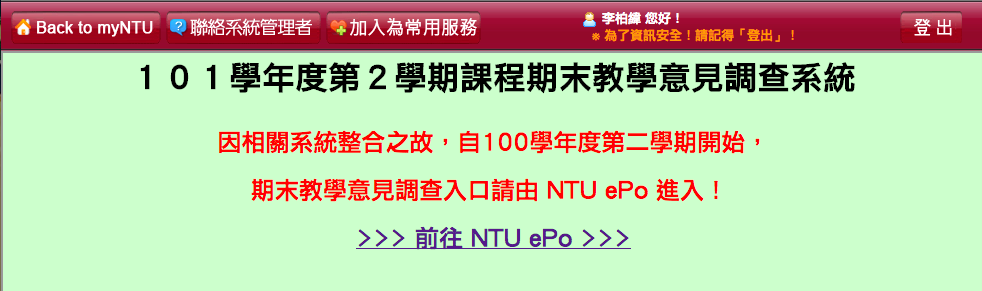 Back to myNTU 聯絡系統管理者 加入為常用服務 李柏緯 您好！ 登 出
※ 為了資訊安全！請記得「登出」！
１０１學年度第２學期課程期末教學意見調查系統
因相關系統整合之故，自100學年度第二學期開始，
期末教學意見調查入口請由 NTU ePo 進入！
>>> 前往 NTU ePo >>>